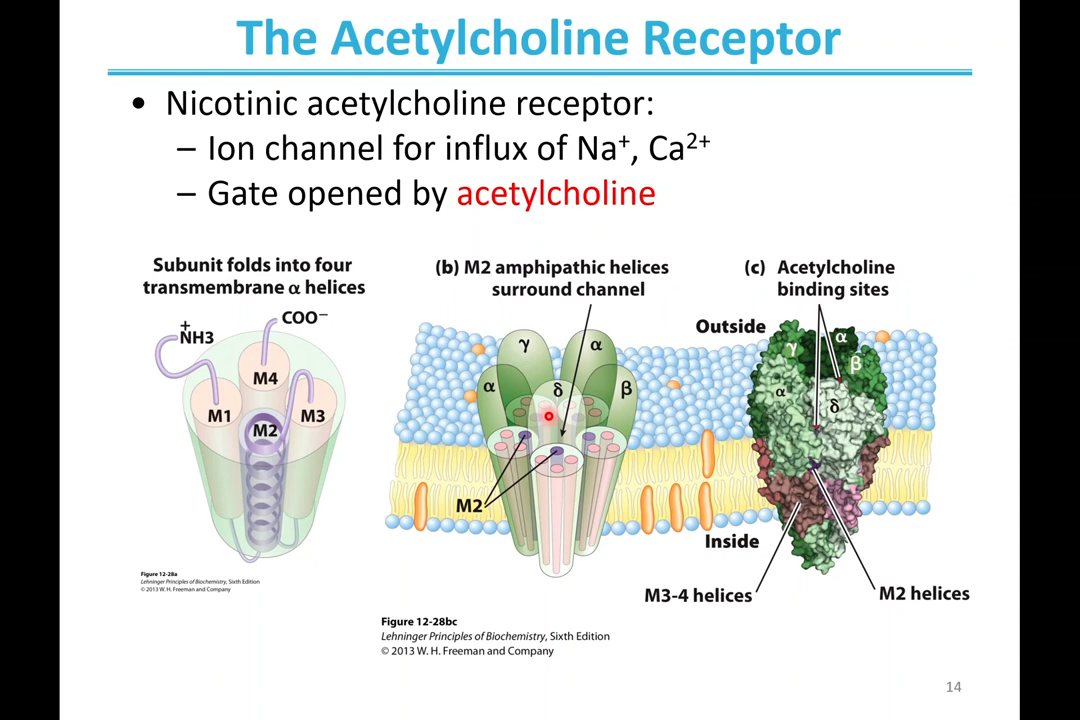 The Acetylcholine Receptor
• Nicotinic acetylcholine receptor:
– Ion channel for influx of Na⁺, Ca²⁺
– Gate opened by acetylcholine
Subunit folds into four
transmembrane α helices
+
NH3
COO⁻
M4
M1
M3
M2
Figure 12-28a
Lehninger Principles of Biochemistry, Sixth Edition
© 2013 W. H. Freeman and Company
(b) M2 amphipathic helices
surround channel
γ
α
α
δ
β
M2
(c) Acetylcholine
binding sites
Outside
γ
α
β
α
δ
Inside
M3-4 helices
M2 helices
Figure 12-28bc
Lehninger Principles of Biochemistry, Sixth Edition
© 2013 W. H. Freeman and Company
14